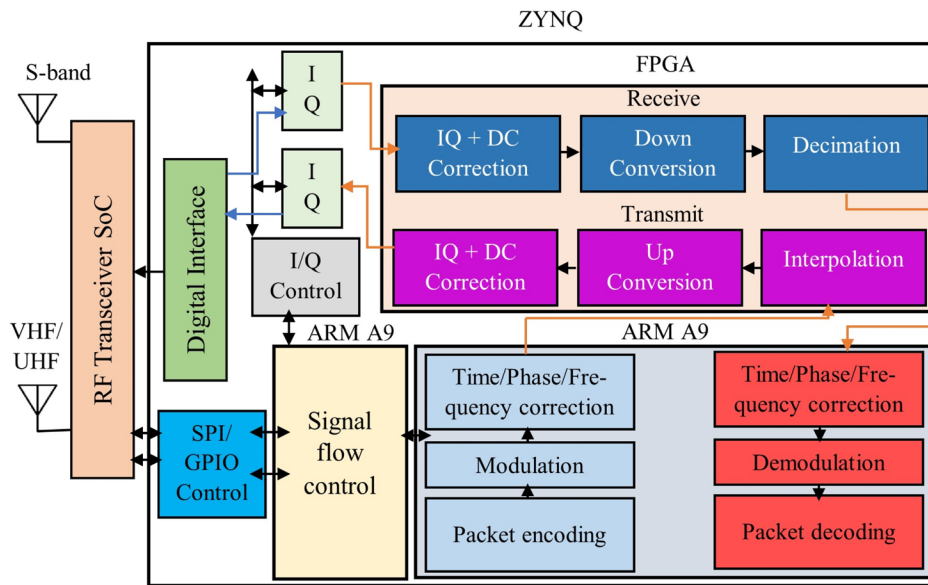 ZYNQ
S-band
FPGA
Receive
I
Q
IQ + DC
Correction
Down
Conversion
Decimation
I
Q
Transmit
IQ + DC
Correction
Up
Conversion
Interpolation
RF Transceiver SoC
Digital Interface
I/Q
Control
VHF/
UHF
ARM A9
ARM A9
Signal
flow
control
SPI/
GPIO
Control
Time/Phase/Fre-
quency correction
Modulation
Packet encoding
Time/Phase/Fre-
quency correction
Demodulation
Packet decoding